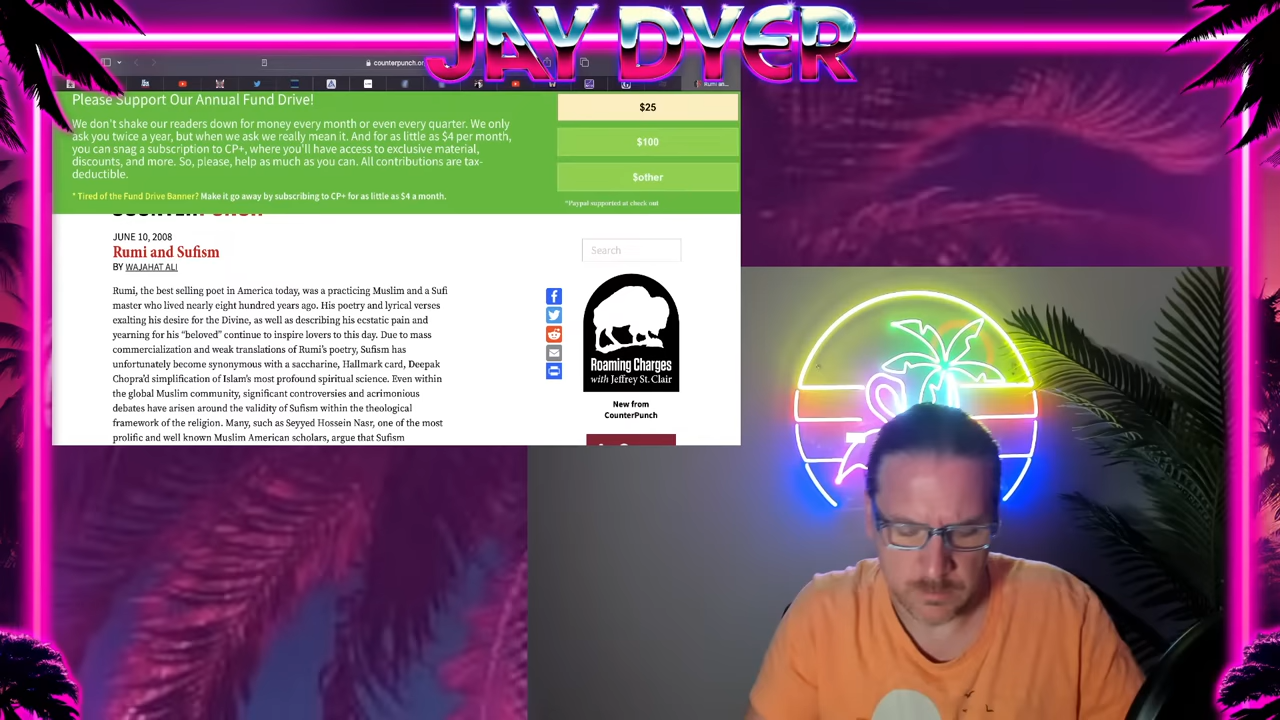 JAY DYER
counterpunch.or
Rumi an...
Please Support Our Annual Fund Drive!
We don't shake our readers down for money every month or even every quarter. We only
ask you twice a year, but when we ask we really mean it. And for as little as $4 per month,
you can snag a subscription to CP+, where you'll have access to exclusive material,
discounts, and more. So, please, help as much as you can. All contributions are tax-
deductible.
* Tired of the Fund Drive Banner? Make it go away by subscribing to CP+ for as little as $4 a month.
$25
$100
$other
*Paypal supported at check out
JUNE 10, 2008
Rumi and Sufism
BY WAJAHAT ALI
Rumi, the best selling poet in America today, was a practicing Muslim and a Sufi
master who lived nearly eight hundred years ago. His poetry and lyrical verses
exalting his desire for the Divine, as well as describing his ecstatic pain and
yearning for his “beloved” continue to inspire lovers to this day. Due to mass
commercialization and weak translations of Rumi's poetry, Sufism has
unfortunately become synonymous with a saccharine, Hallmark card, Deepak
Chopra'd simplification of Islam's most profound spiritual science. Even within
the global Muslim community, significant controversies and acrimonious
debates have arisen around the validity of Sufism within the theological
framework of the religion. Many, such as Seyyed Hossein Nasr, one of the most
prolific and well known Muslim American scholars, argue that Sufism
Search
Roaming Charges
with Jeffrey St. Clair
New from
CounterPunch